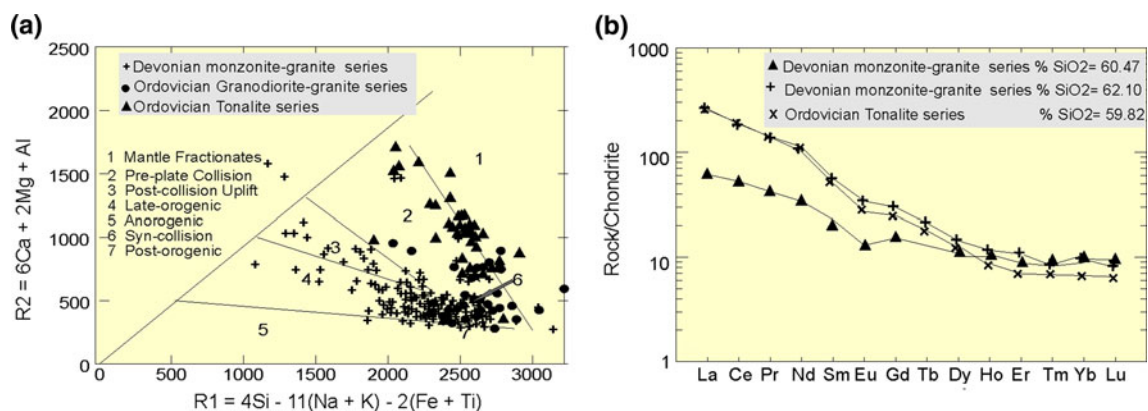 (a)
2500
2000
1500
1000
500
0
R2 = 6Ca + 2Mg + Al
+ Devonian monzonite-granite series
● Ordovician Granodiorite-granite series
▲ Ordovician Tonalite series
1 Mantle Fractionates
2 Pre-plate Collision
3 Post-collision Uplift
4 Late-orogenic
5 Anorogenic
6 Syn-collision
7 Post-orogenic
1
2
3
4
5
6
7
0 500 1000 1500 2000 2500 3000
R1 = 4Si - 11(Na + K) - 2(Fe + Ti)
(b)
1000
100
10
1
Rock/Chondrite
▲ Devonian monzonite-granite series % SiO2= 60.47
+ Devonian monzonite-granite series % SiO2= 62.10
x Ordovician Tonalite series % SiO2= 59.82
La Ce Pr Nd Sm Eu Gd Tb Dy Ho Er Tm Yb Lu